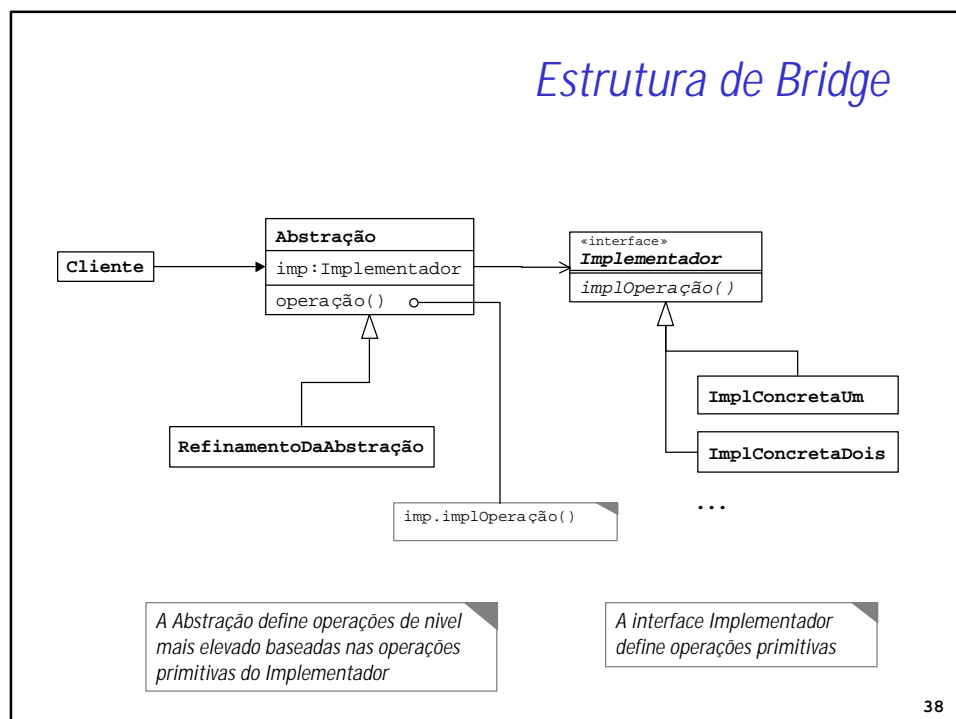 Estrutura de Bridge
Cliente
Abstração
imp:Implementador
operação()
«interface»
Implementador
implOperação()
RefinamentoDaAbstração
ImplConcretaUm
ImplConcretaDois
...
imp.implOperação()
A Abstração define operações de nivel
mais elevado baseadas nas operações
primitivas do Implementador
A interface Implementador
define operações primitivas
38